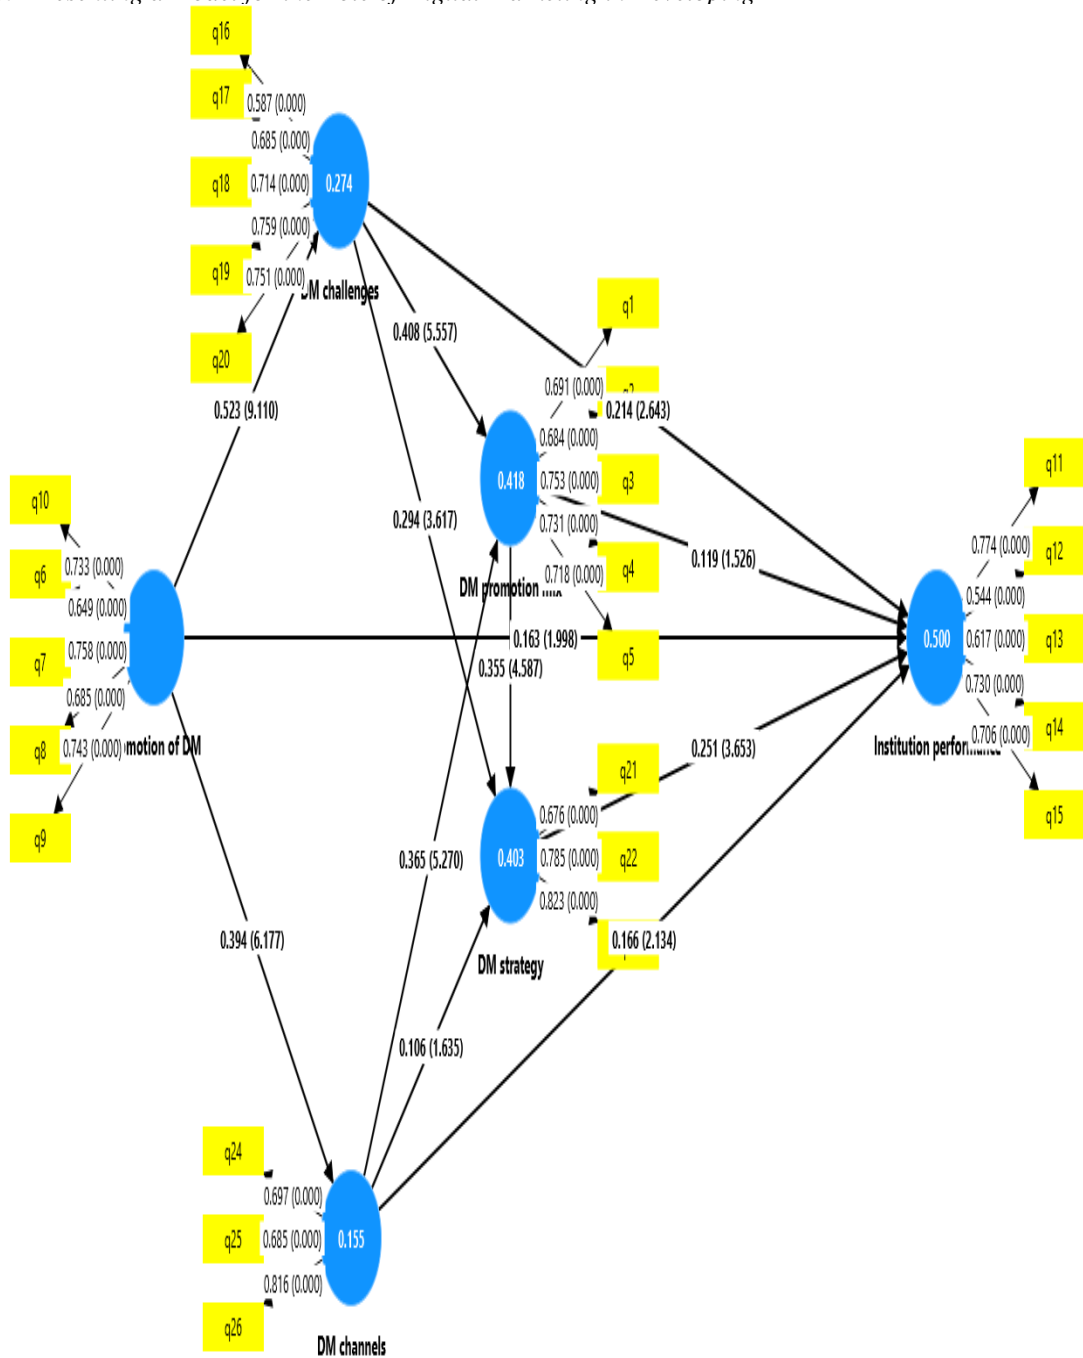 q16
q17
0.587 (0.000)
0.685 (0.000)
q18
0.714 (0.000)
0.274
0.759 (0.000)
q19
0.751 (0.000)
DM challenges
q20
q1
0.408 (5.557)
0.691 (0.000)
q2
0.523 (9.110)
0.214 (2.643)
0.684 (0.000)
q11
0.418
0.753 (0.000)
q3
q10
0.294 (3.617)
0.731 (0.000)
0.774 (0.000)
q12
0.119 (1.526)
0.733 (0.000)
q6
0.718 (0.000)
q4
DM promotion mix
0.544 (0.000)
0.649 (0.000)
0.163 (1.998)
0.500
0.617 (0.000)
q13
0.758 (0.000)
q7
0.355 (4.587)
q5
0.730 (0.000)
0.685 (0.000)
q14
0.706 (0.000)
q8
0.743 (0.000)
motion of DM
0.251 (3.653)
Institution performance
q21
q9
0.676 (0.000)
q15
0.365 (5.270)
0.403
0.785 (0.000)
q22
0.823 (0.000)
0.394 (6.177)
0.166 (2.134)
DM strategy
0.106 (1.635)
q24
0.697 (0.000)
q25
0.685 (0.000)
0.155
0.816 (0.000)
q26
DM channels